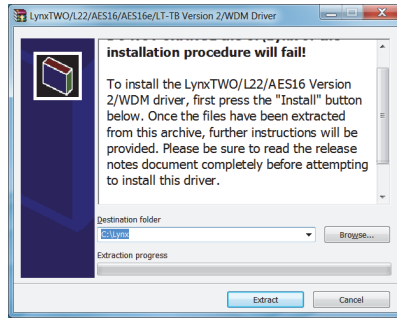 LynxTWO/L22/AES16/AES16e/LT-TB Version 2/WDM Driver
installation procedure will fail!
To install the LynxTWO/L22/AES16 Version
2/WDM driver, first press the "Install" button
below. Once the files have been extracted
from this archive, further instructions will be
provided. Please be sure to read the release
notes document completely before attempting
to install this driver.
Destination folder
C:\Lynx
Browse...
Extraction progress
Extract Cancel